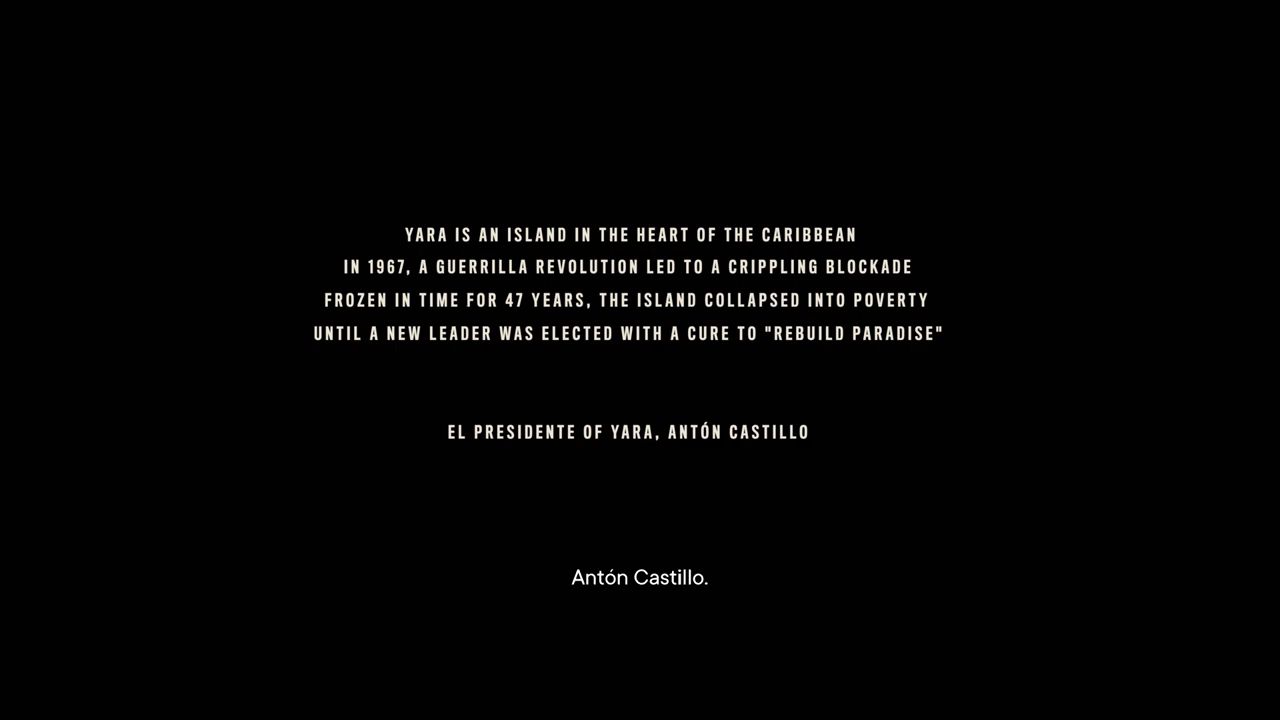 YARA IS AN ISLAND IN THE HEART OF THE CARIBBEAN
IN 1967, A GUERRILLA REVOLUTION LED TO A CRIPPLING BLOCKADE
FROZEN IN TIME FOR 47 YEARS, THE ISLAND COLLAPSED INTO POVERTY
UNTIL A NEW LEADER WAS ELECTED WITH A CURE TO "REBUILD PARADISE"
EL PRESIDENTE OF YARA, ANTÓN CASTILLO
Antón Castillo.